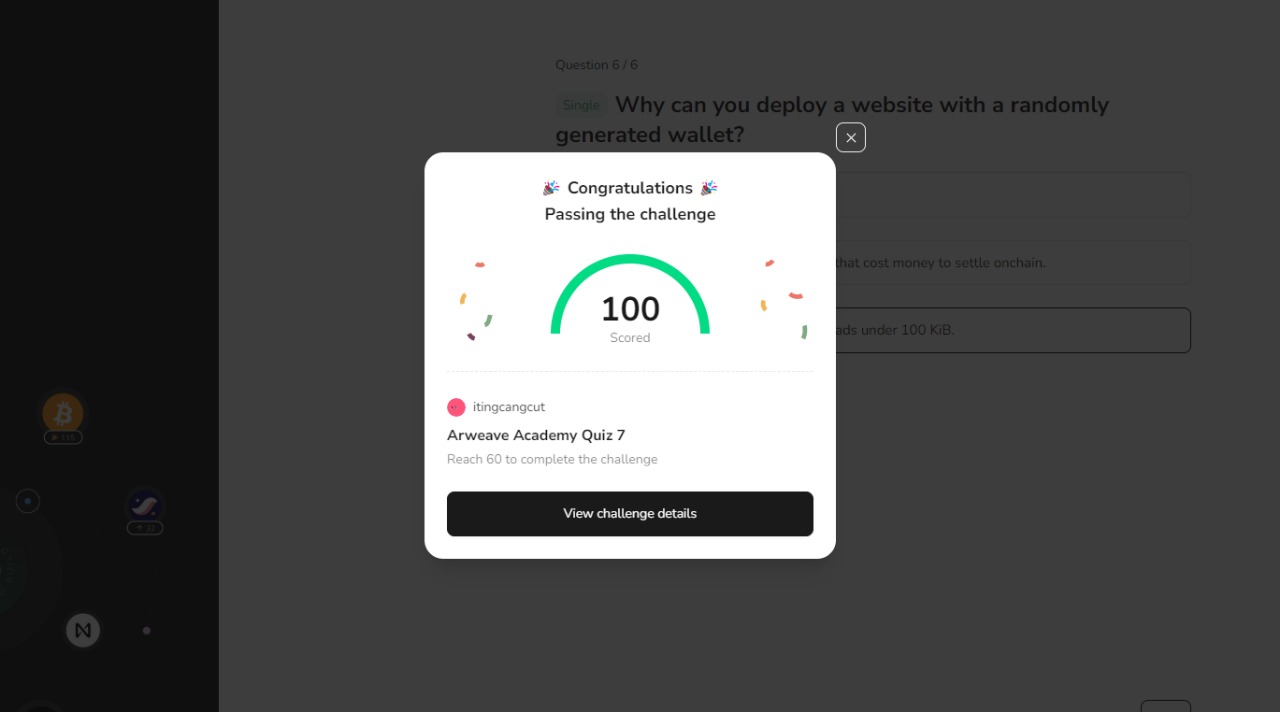 Question 6 / 6
Single Why can you deploy a website with a randomly
generated wallet?
Congratulations
Passing the challenge
that cost money to settle onchain.
100
Scored
under 100 KiB.
itingcangcut
Arweave Academy Quiz 7
Reach 60 to complete the challenge
View challenge details